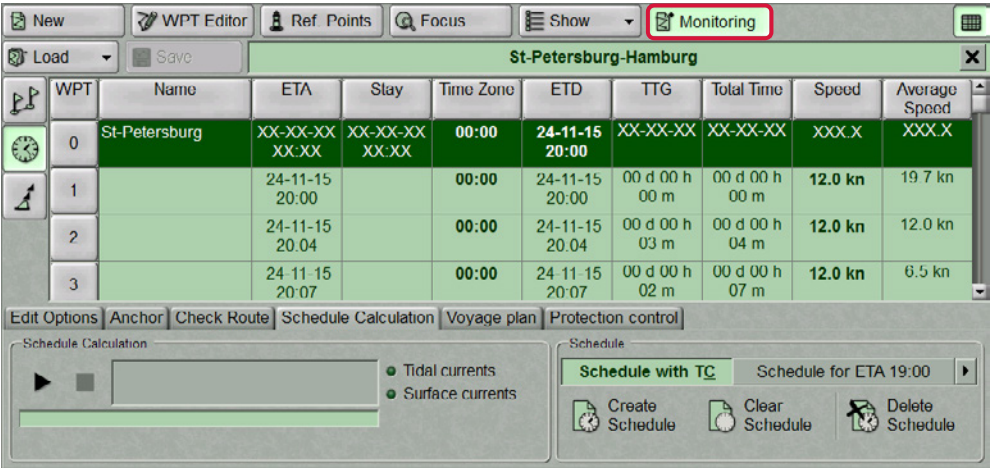 New WPT Editor Ref. Points Focus Show Monitoring
Load Save St-Petersburg-Hamburg
WPT Name ETA Stay Time Zone ETD TTG Total Time Speed Average Speed
0 St-Petersburg XX-XX-XX XX:XX XX-XX-XX XX:XX 00:00 24-11-15 20:00 XX-XX-XX XX-XX-XX XXX.X XXX.X
1 24-11-15 20:00 00:00 24-11-15 20:00 00 d 00 h 00 m 00 d 00 h 00 m 12.0 kn 19.7 kn
2 24-11-15 20:04 00:00 24-11-15 20:04 00 d 00 h 03 m 00 d 00 h 04 m 12.0 kn 12.0 kn
3 24-11-15 20:07 00:00 24-11-15 20:07 00 d 00 h 02 m 00 d 00 h 07 m 12.0 kn 6.5 kn
Edit Options Anchor Check Route Schedule Calculation Voyage plan Protection control
Schedule Calculation
Tidal currents
Surface currents
Schedule
Schedule with TC Schedule for ETA 19:00
Create Schedule Clear Schedule Delete Schedule